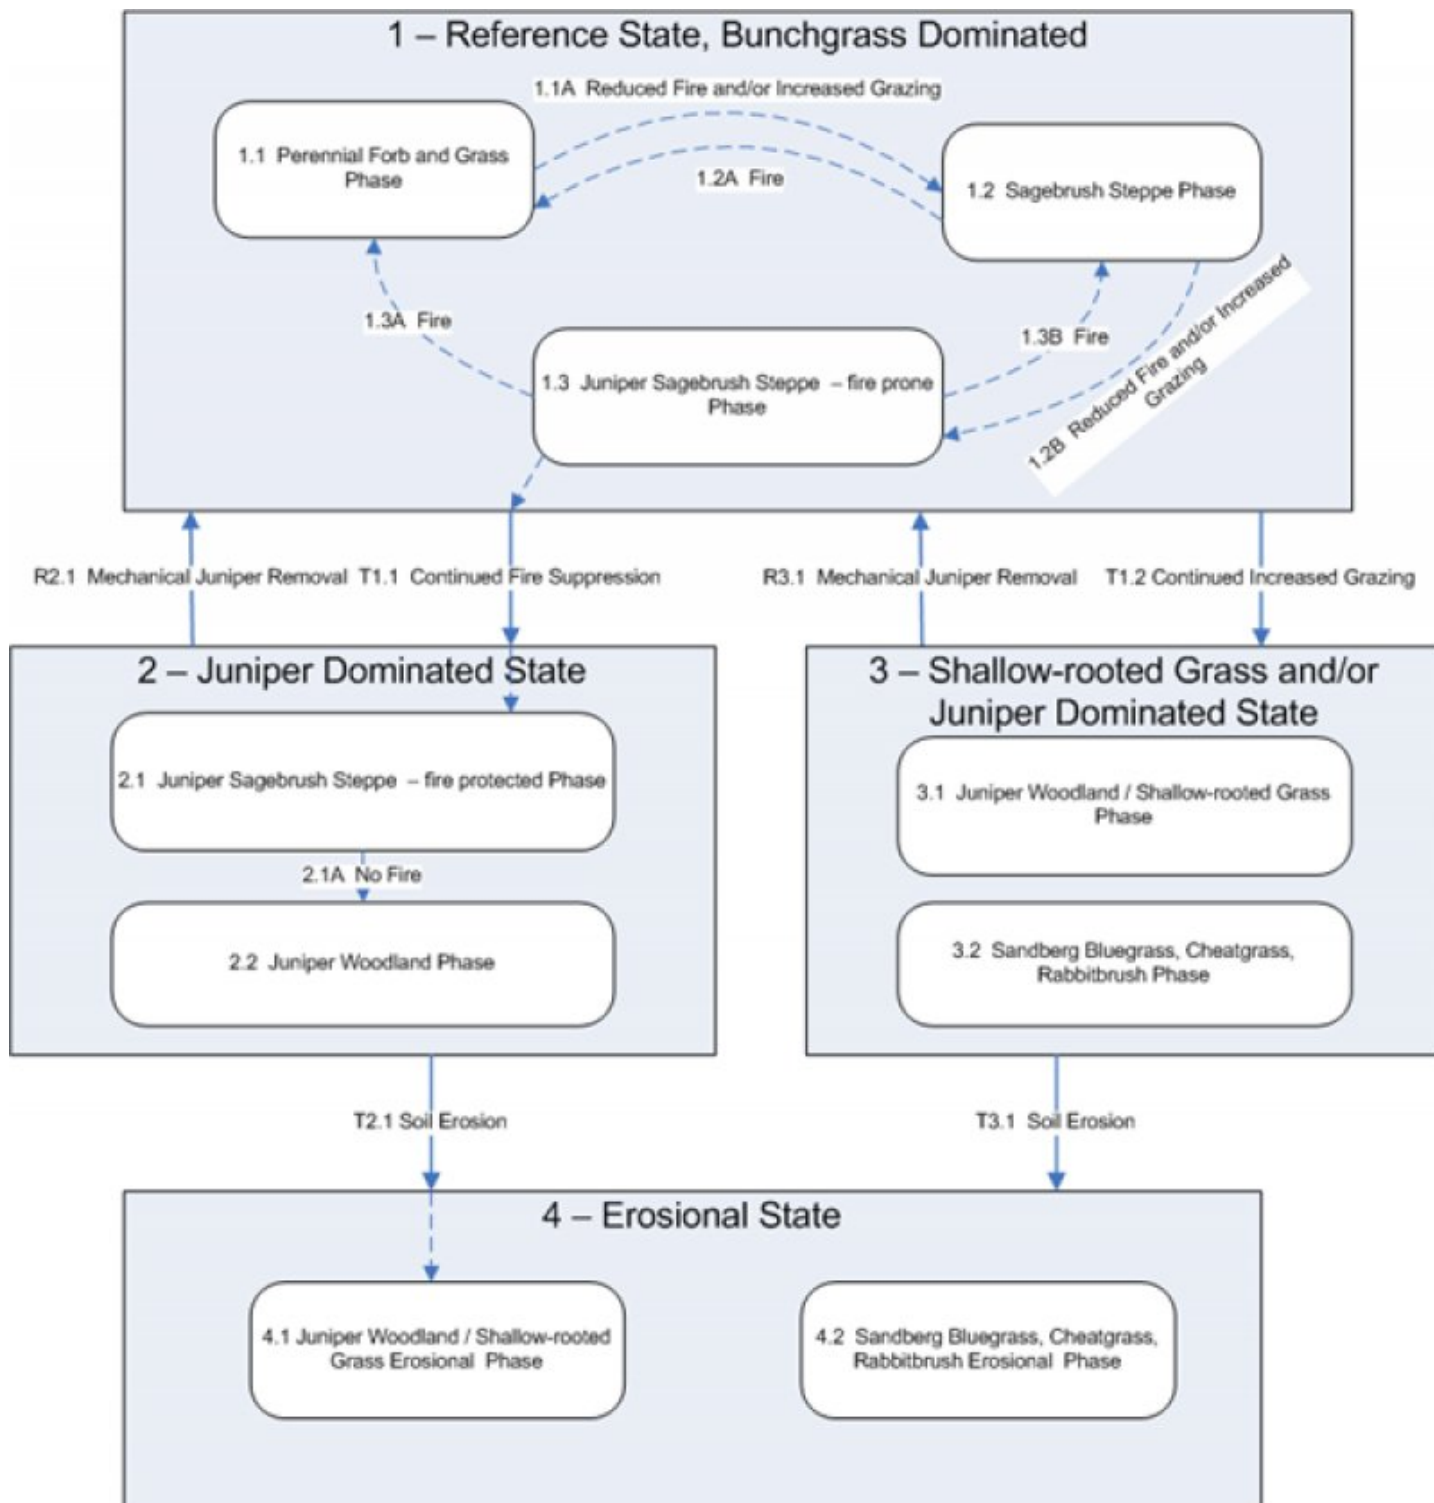 1 – Reference State, Bunchgrass Dominated
1.1A Reduced Fire and/or Increased Grazing
1.1 Perennial Forb and Grass
Phase
1.2A Fire
1.2 Sagebrush Steppe Phase
1.3A Fire
1.3B Fire
1.2B Reduced Fire and/or Increased
Grazing
1.3 Juniper Sagebrush Steppe – fire prone
Phase
R2.1 Mechanical Juniper Removal
T1.1 Continued Fire Suppression
R3.1 Mechanical Juniper Removal
T1.2 Continued Increased Grazing
2 – Juniper Dominated State
2.1 Juniper Sagebrush Steppe – fire protected Phase
2.1A No Fire
2.2 Juniper Woodland Phase
3 – Shallow-rooted Grass and/or
Juniper Dominated State
3.1 Juniper Woodland / Shallow-rooted Grass
Phase
3.2 Sandberg Bluegrass, Cheatgrass,
Rabbitbrush Phase
T2.1 Soil Erosion
T3.1 Soil Erosion
4 – Erosional State
4.1 Juniper Woodland / Shallow-rooted
Grass Erosional Phase
4.2 Sandberg Bluegrass, Cheatgrass,
Rabbitbrush Erosional Phase